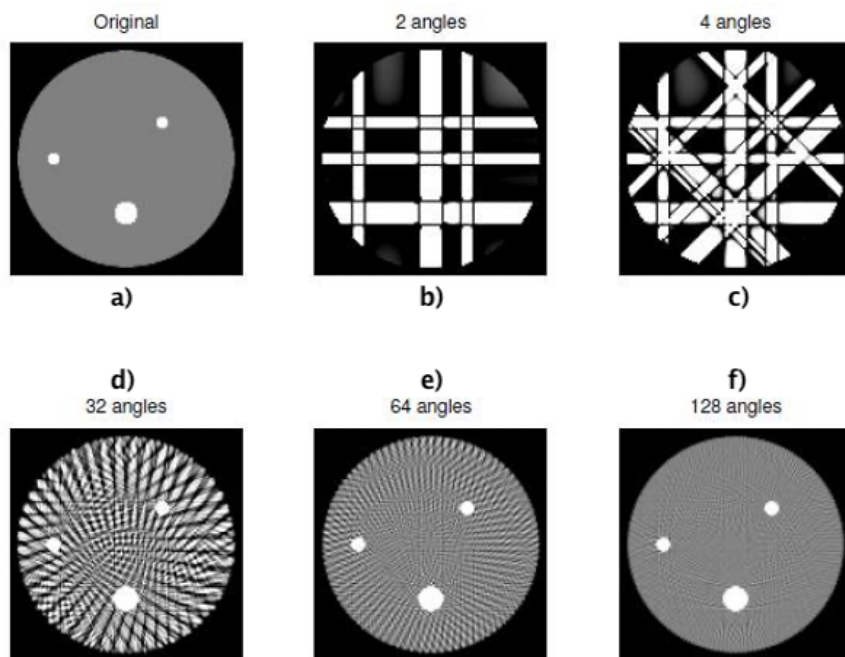 Original
2 angles
4 angles
a)
b)
c)
d)
e)
f)
32 angles
64 angles
128 angles